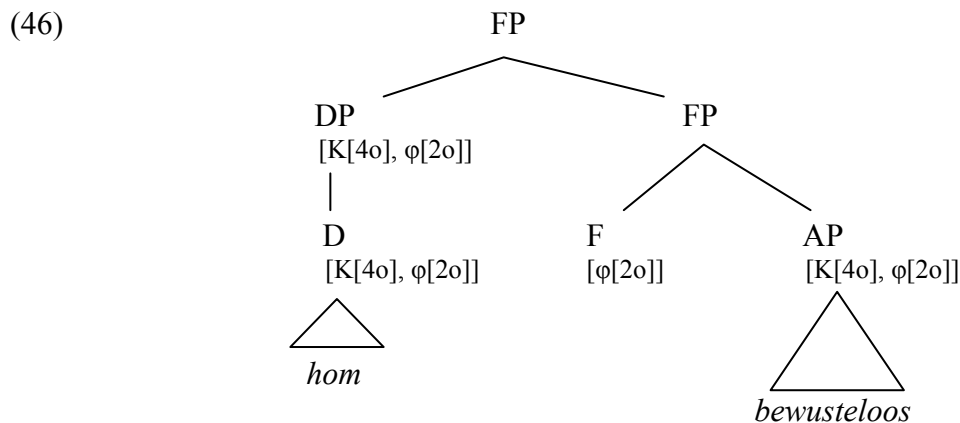 (46) FP
DP FP
[K[4o], φ[2o]]
D F AP
[K[4o], φ[2o]] [φ[2o]] [K[4o], φ[2o]]
hom
bewusteloos